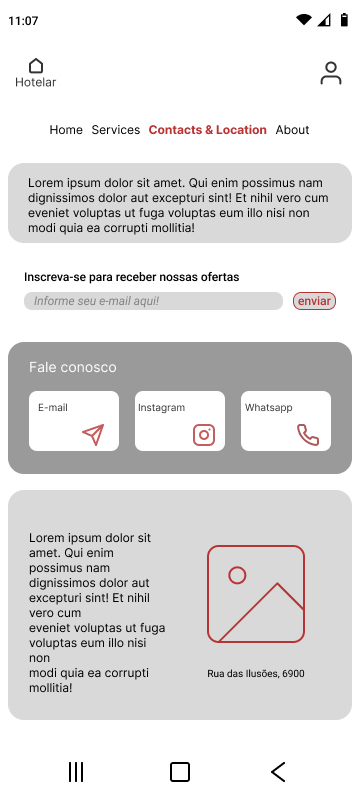 11:07
Hotelar
Home Services Contacts & Location About
Lorem ipsum dolor sit amet. Qui enim possimus nam
dignissimos dolor aut excepturi sint! Et nihil vero cum
eveniet voluptas ut fuga voluptas eum illo nisi non
modi quia ea corrupti mollitia!
Inscreva-se para receber nossas ofertas
Informe seu e-mail aqui! enviar
Fale conosco
E-mail Instagram Whatsapp
Lorem ipsum dolor sit
amet. Qui enim
possimus nam
dignissimos dolor aut
excepturi sint! Et nihil
vero cum
eveniet voluptas ut fuga
voluptas eum illo nisi
non
modi quia ea corrupti
mollitia!
Rua das Ilusões, 6900